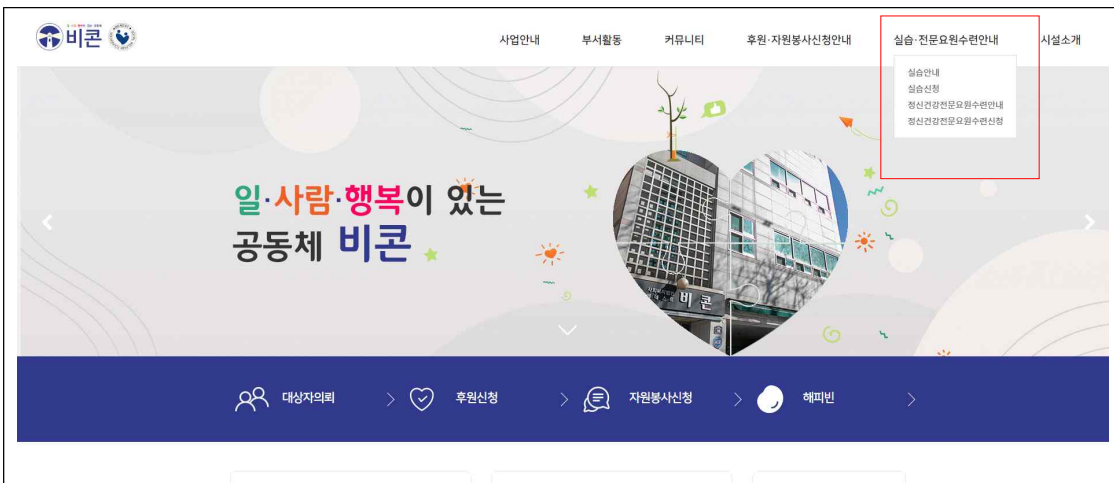 비콘
사업안내
부서활동
커뮤니티
후원·자원봉사신청안내
실습·전문요원수련안내
시설소개
실습안내
실습신청
정신건강전문요원수련안내
정신건강전문요원수련신청
일·사람·행복이 있는
공동체 비콘
비콘
대상자의뢰
후원신청
자원봉사신청
해피빈